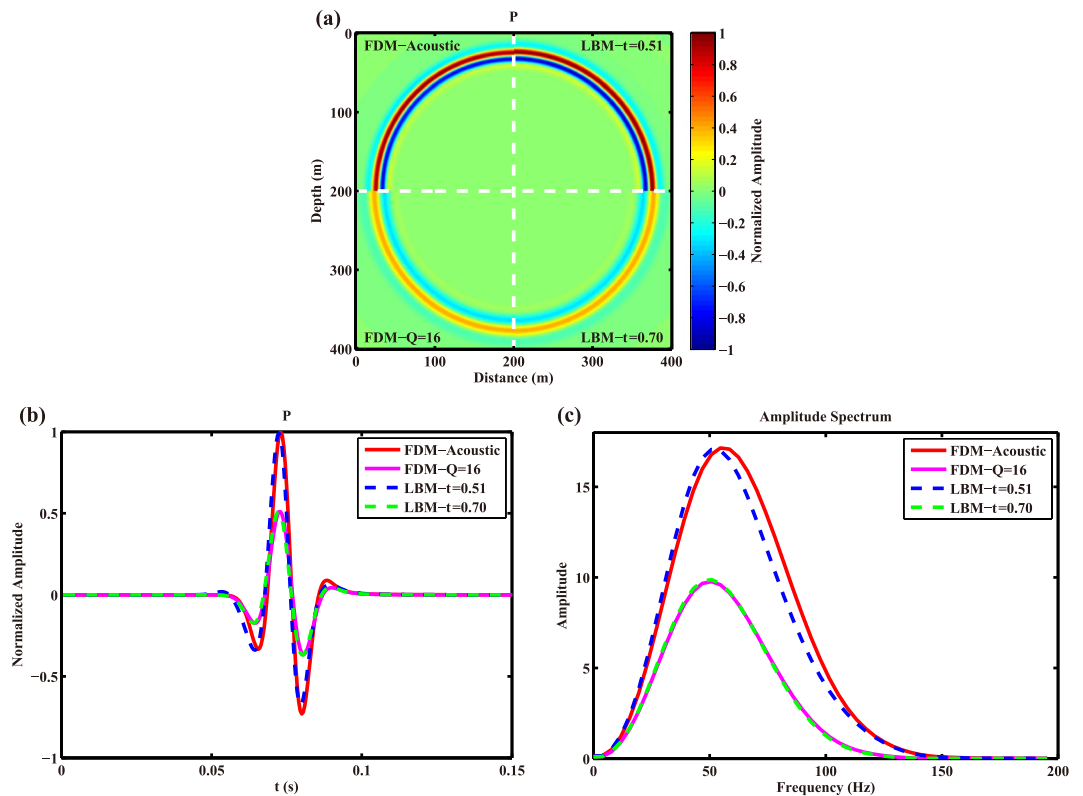 (a)
P
FDM−Acoustic
LBM−t=0.51
FDM−Q=16
LBM−t=0.70
0
100
200
300
400
Depth (m)
0
100
200
300
400
Distance (m)
1
0.8
0.6
0.4
0.2
0
−0.2
−0.4
−0.6
−0.8
−1
Normalized Amplitude
(b)
P
1
0.5
0
−0.5
−1
Normalized Amplitude
FDM−Acoustic
FDM−Q=16
LBM−t=0.51
LBM−t=0.70
0
0.05
0.1
0.15
t (s)
(c)
Amplitude Spectrum
15
10
5
0
Amplitude
FDM−Acoustic
FDM−Q=16
LBM−t=0.51
LBM−t=0.70
0
50
100
150
200
Frequency (Hz)